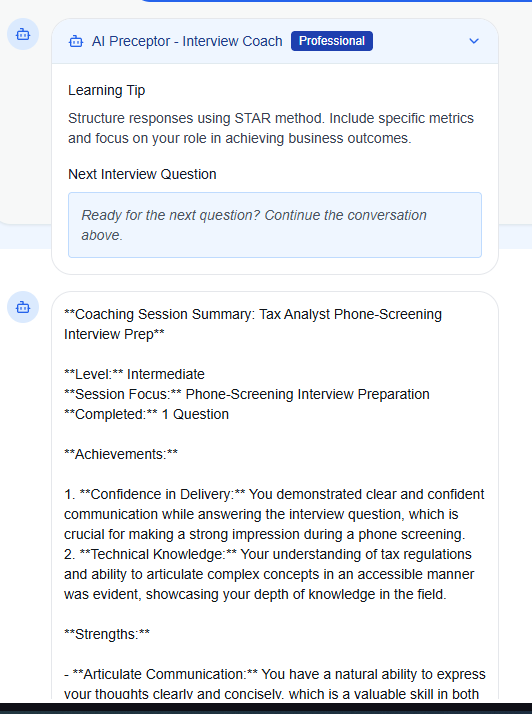 AI Preceptor - Interview Coach Professional
Learning Tip
Structure responses using STAR method. Include specific metrics
and focus on your role in achieving business outcomes.
Next Interview Question
Ready for the next question? Continue the conversation
above.
**Coaching Session Summary: Tax Analyst Phone-Screening
Interview Prep**
**Level:** Intermediate
**Session Focus:** Phone-Screening Interview Preparation
**Completed:** 1 Question
**Achievements:**
1. **Confidence in Delivery:** You demonstrated clear and confident
communication while answering the interview question, which is
crucial for making a strong impression during a phone screening.
2. **Technical Knowledge:** Your understanding of tax regulations
and ability to articulate complex concepts in an accessible manner
was evident, showcasing your depth of knowledge in the field.
**Strengths:**
- **Articulate Communication:** You have a natural ability to express
your thoughts clearly and concisely, which is a valuable skill in both